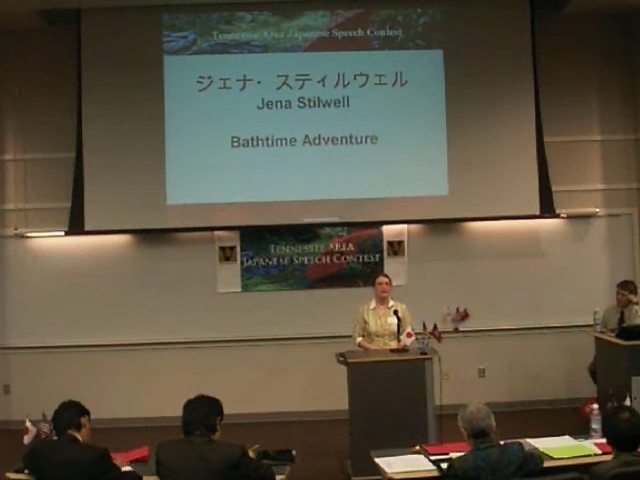 Tennessee Area Japanese Speech Contest
ジェナ・スティルウェル
Jena Stilwell
Bathtime Adventure
TENNESSEE AREA
JAPANESE SPEECH CONTEST